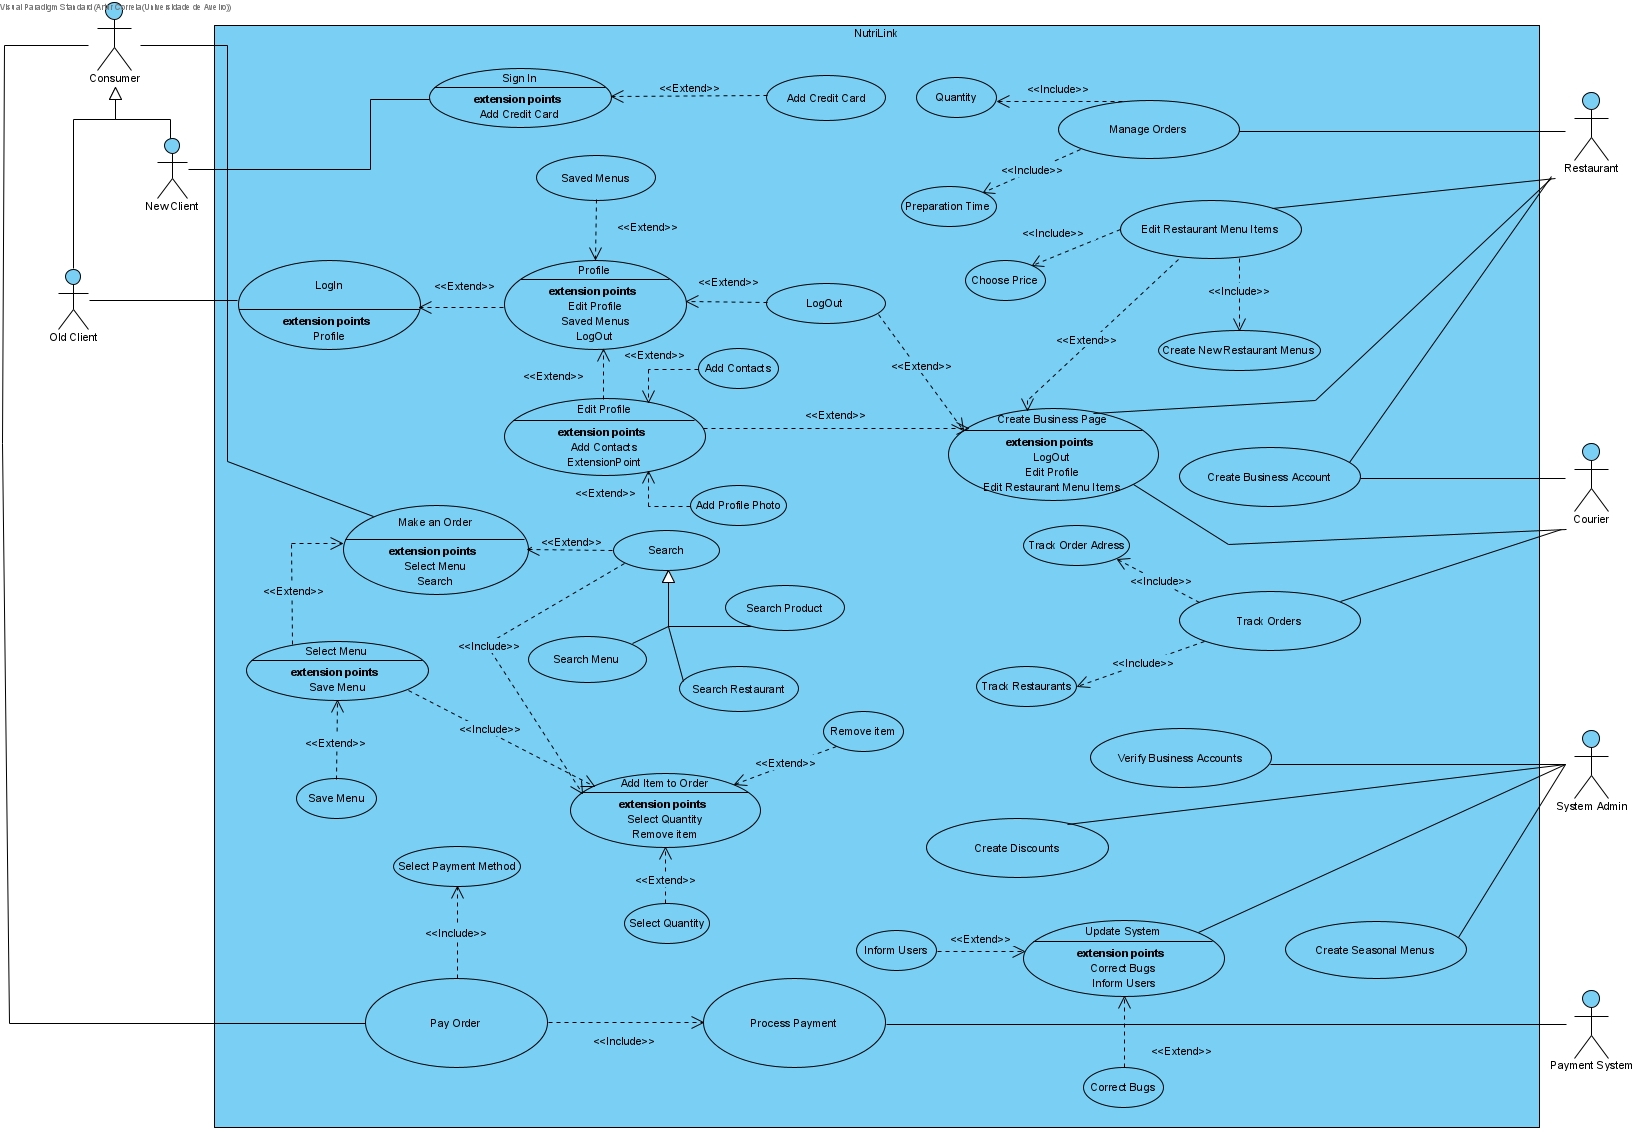 Visual Paradigm Standard (Artur Correia(Universidade de Aveiro))
NutriLink
Consumer
New Client
Old Client
Sign In
extension points
Add Credit Card
<<Extend>>
Add Credit Card
Quantity
<<Include>>
Manage Orders
<<Include>>
Preparation Time
Restaurant
Saved Menus
<<Extend>>
Edit Restaurant Menu Items
<<Include>>
Choose Price
<<Include>>
Create New Restaurant Menus
<<Extend>>
LogIn
extension points
Profile
<<Extend>>
Profile
extension points
Edit Profile
Saved Menus
LogOut
<<Extend>>
LogOut
<<Extend>>
<<Extend>>
<<Extend>>
Add Contacts
Edit Profile
extension points
Add Contacts
ExtensionPoint
<<Extend>>
Create Business Page
extension points
LogOut
Edit Profile
Edit Restaurant Menu Items
Create Business Account
Courier
<<Extend>>
Add Profile Photo
Make an Order
extension points
Select Menu
Search
<<Extend>>
Search
Track Order Adress
<<Include>>
Track Orders
<<Include>>
Track Restaurants
<<Extend>>
Search Product
Search Menu
Search Restaurant
<<Include>>
Select Menu
extension points
Save Menu
<<Include>>
<<Extend>>
Save Menu
Remove item
<<Extend>>
Add Item to Order
extension points
Select Quantity
Remove item
<<Extend>>
Select Quantity
Verify Business Accounts
System Admin
Create Discounts
Select Payment Method
<<Include>>
Inform Users
<<Extend>>
Update System
extension points
Correct Bugs
Inform Users
Create Seasonal Menus
Pay Order
<<Include>>
Process Payment
<<Extend>>
Correct Bugs
Payment System